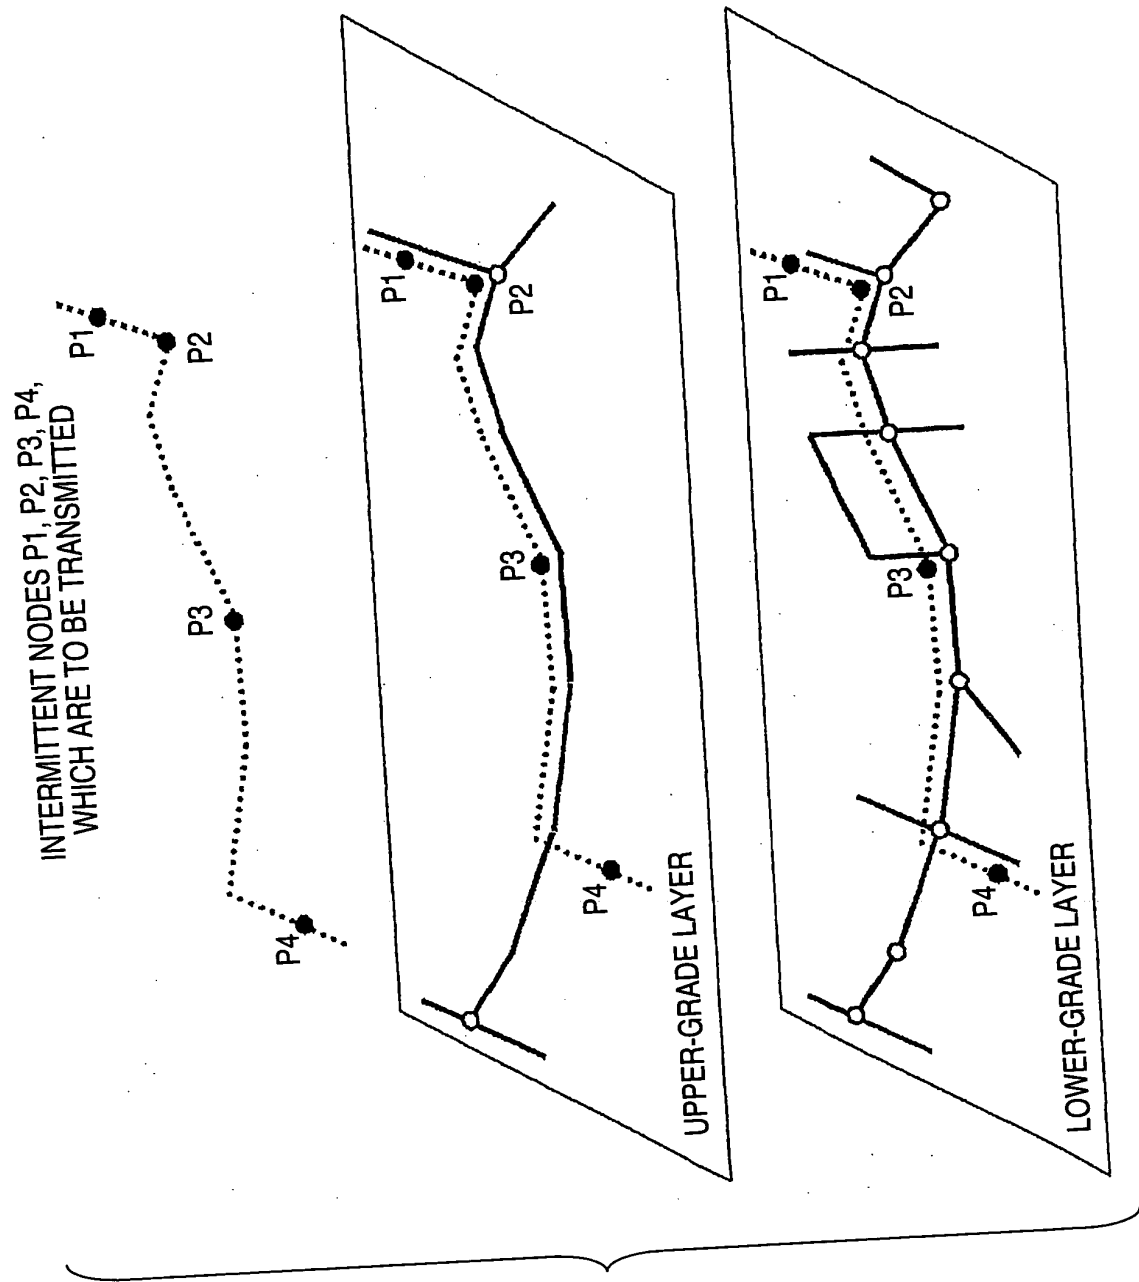 INTERMITTENT NODES P1, P2, P3, P4,
WHICH ARE TO BE TRANSMITTED
P4
P3
P2
P1
P4
P3
P2
P1
UPPER-GRADE LAYER
P4
P3
P2
P1
LOWER-GRADE LAYER